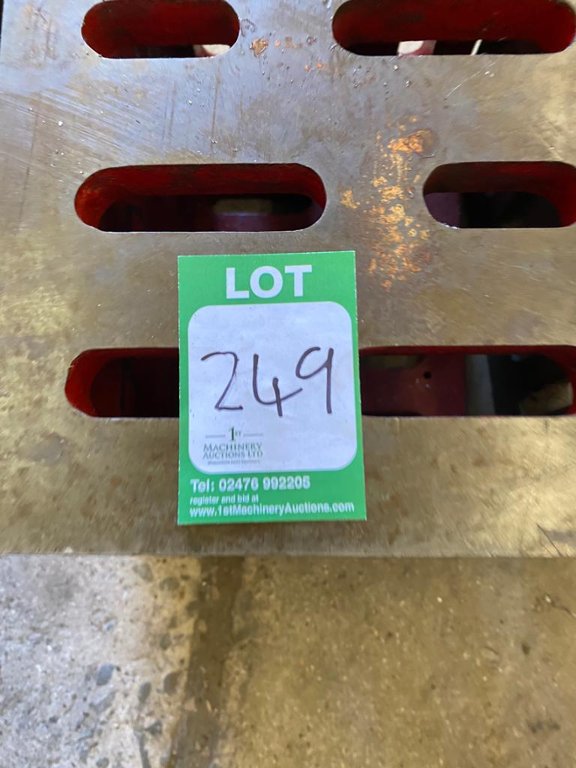 LOT
249
1ST
MACHINERY
AUCTIONS LTD
Tel: 02476 992205
register and bid at
www.1stMachineryAuctions.com